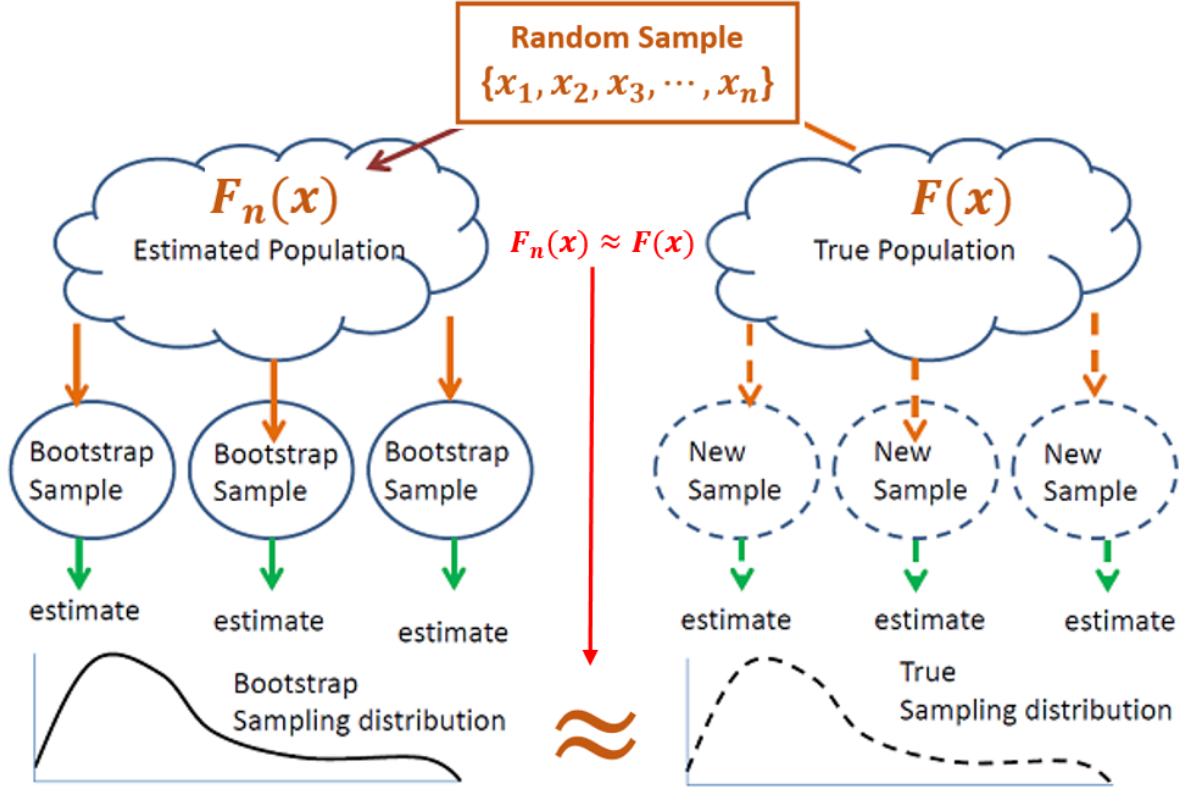 Random Sample
{x₁, x₂, x₃, ⋯, xₙ}
Fₙ(x)
Estimated Population
Fₙ(x) ≈ F(x)
F(x)
True Population
Bootstrap
Sample
Bootstrap
Sample
Bootstrap
Sample
New
Sample
New
Sample
New
Sample
estimate
estimate
estimate
estimate
estimate
estimate
Bootstrap
Sampling distribution
≈
True
Sampling distribution